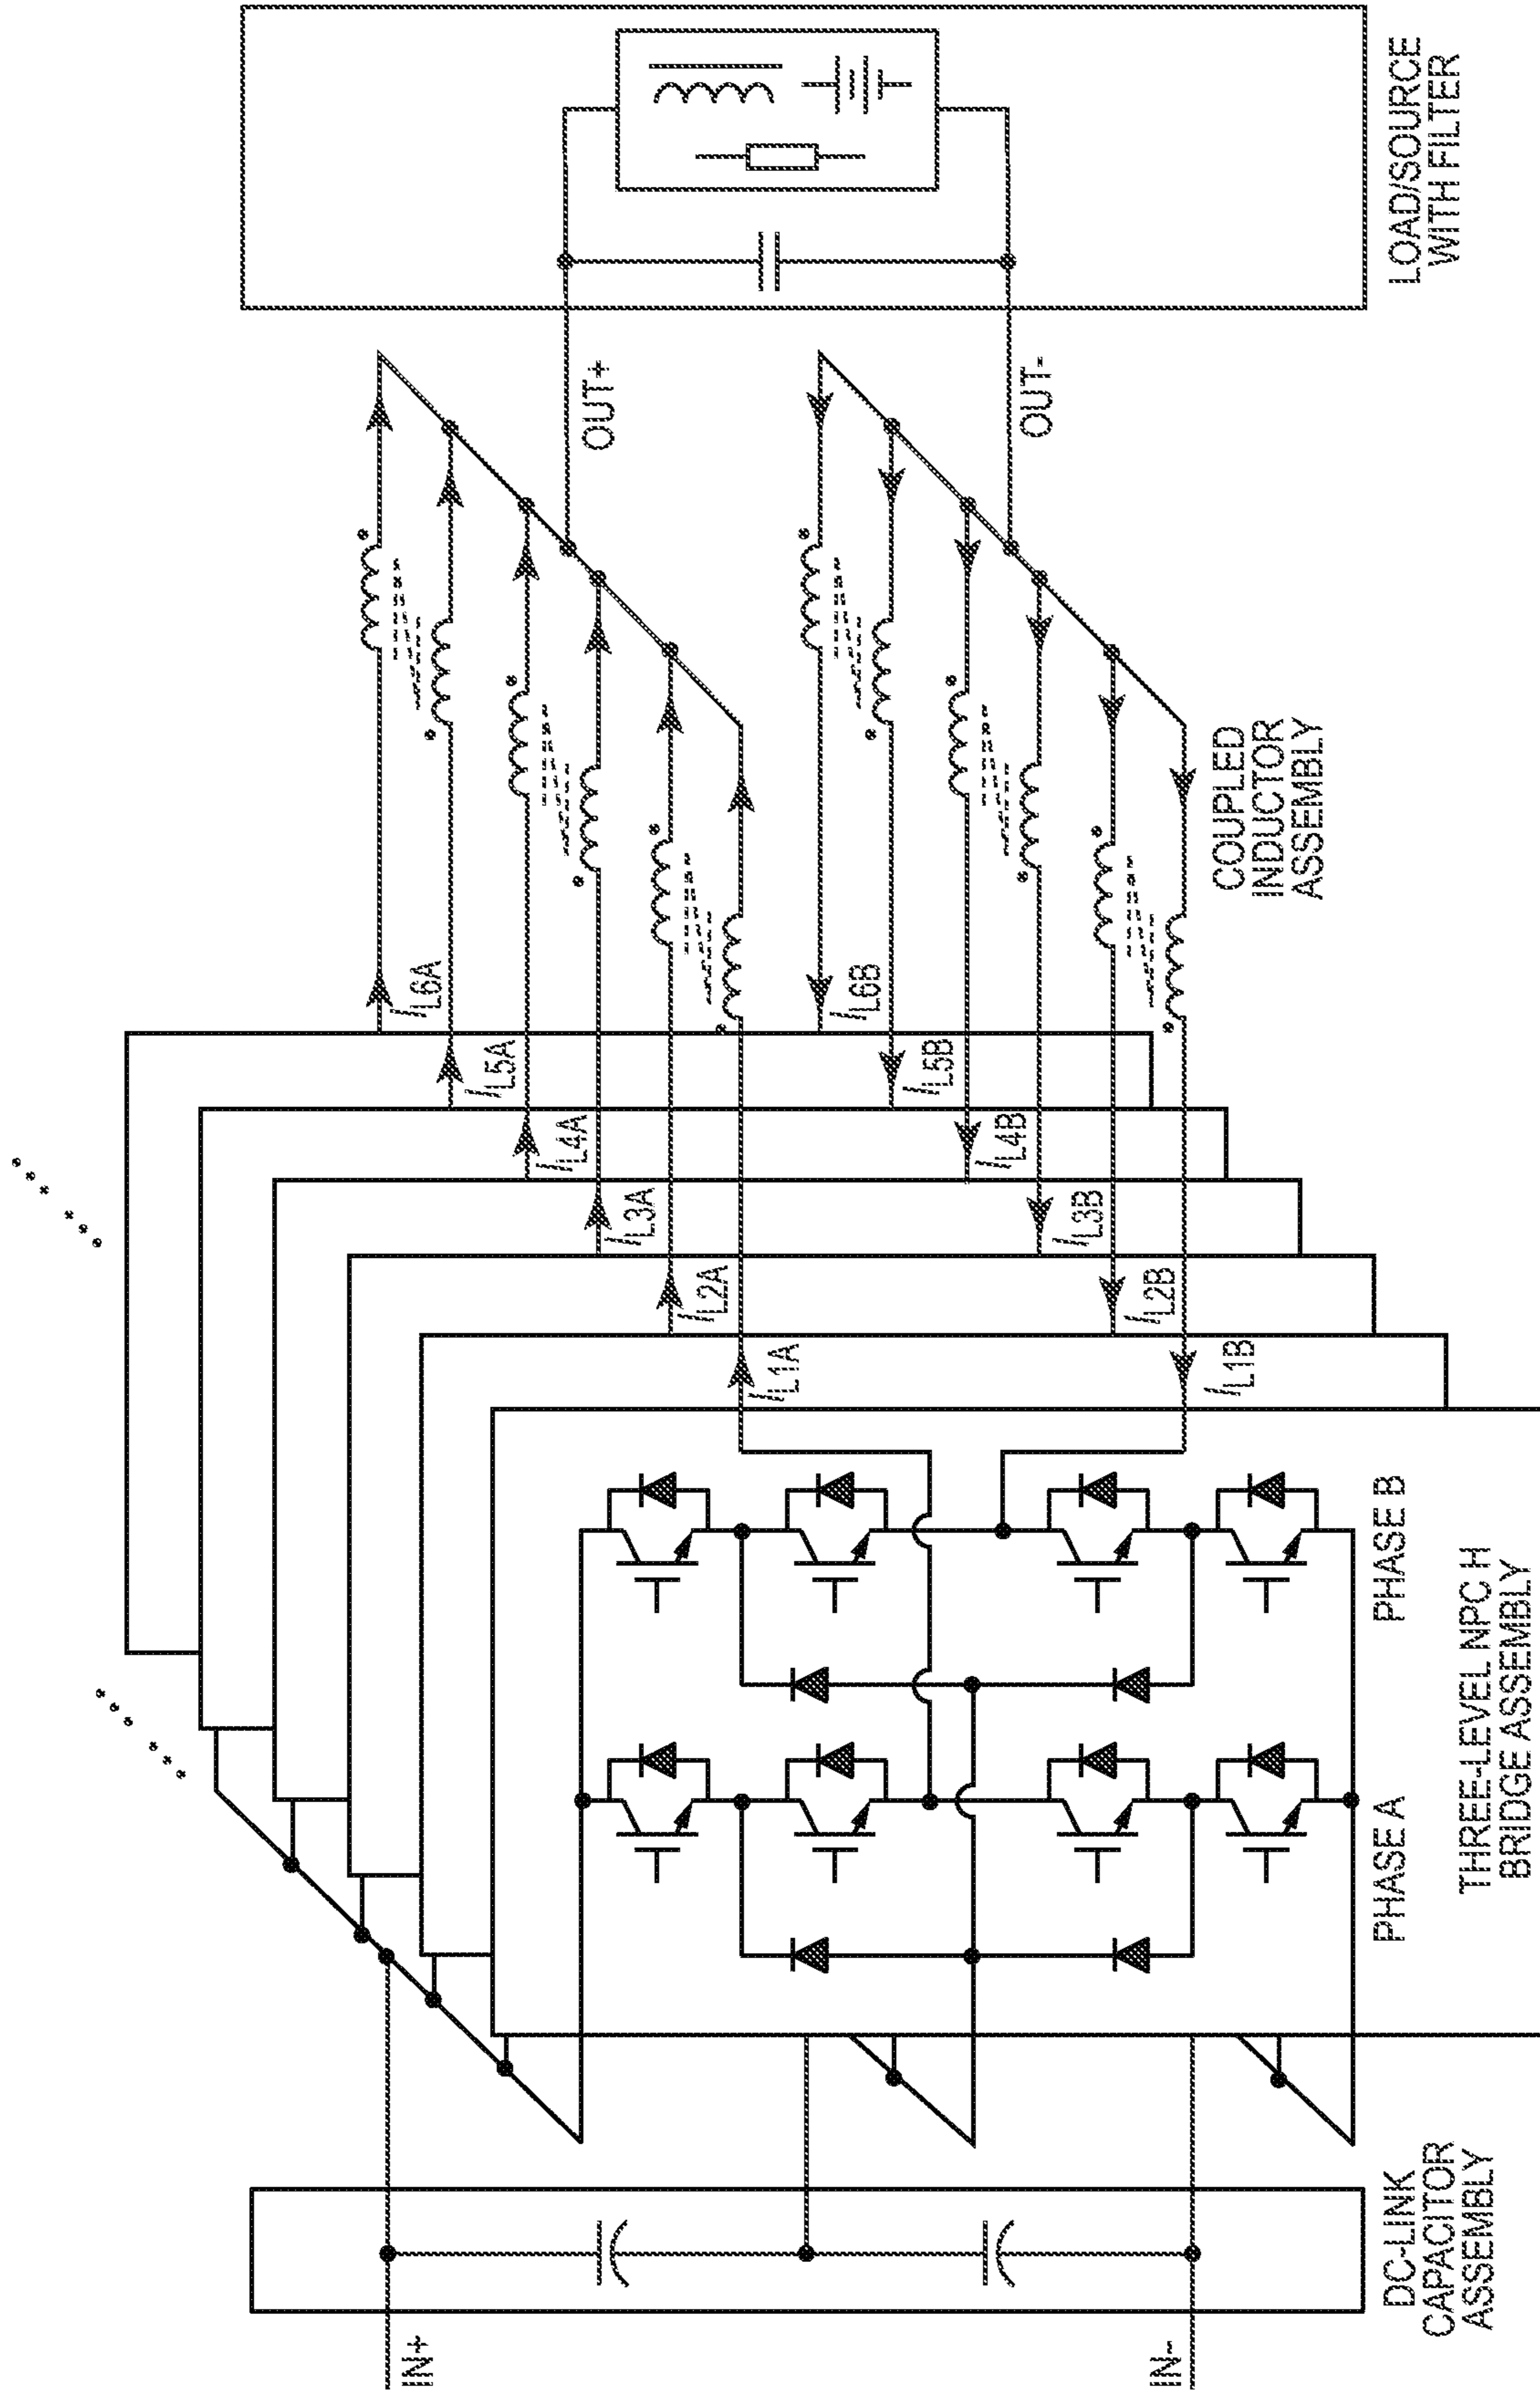 IN+
IN-
DC-LINK
CAPACITOR
ASSEMBLY
PHASE A
PHASE B
THREE-LEVEL NPC H
BRIDGE ASSEMBLY
IL1A
IL2A
IL3A
IL4A
IL5A
IL6A
IL1B
IL2B
IL3B
IL4B
IL5B
IL6B
COUPLED
INDUCTOR
ASSEMBLY
OUT+
OUT-
LOAD/SOURCE
WITH FILTER